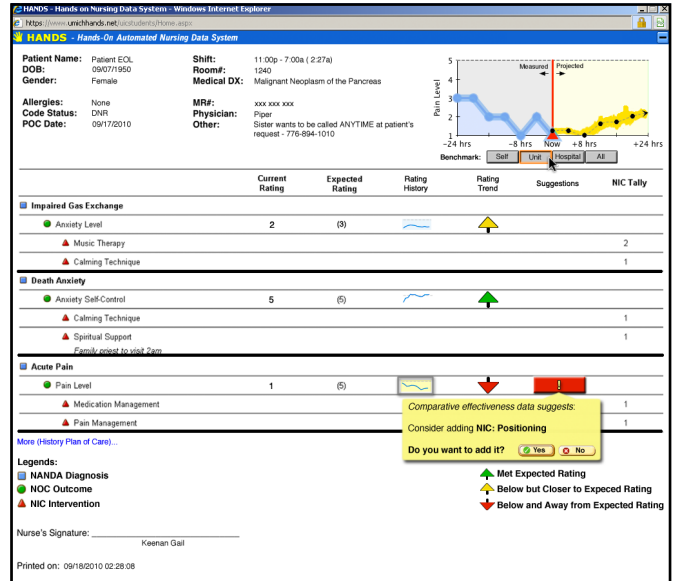 HANDS - Hands on Nursing Data System - Windows Internet Explorer
https://www.umichhands.net/uicstudents/Home.aspx
HANDS - Hands-On Automated Nursing Data System
Patient Name: Patient EOL Shift: 11:00p - 7:00a ( 2:27a)
DOB: 09/07/1950 Room#: 1240
Gender: Female Medical DX: Malignant Neoplasm of the Pancreas
Allergies: None MR#: xxx xxx xxx
Code Status: DNR Physician: Piper
POC Date: 09/17/2010 Other: Sister wants to be called ANYTIME at patient's
request - 776-894-1010
Pain Level
5
4
3
2
1
Measured Projected
-24 hrs -8 hrs Now +8 hrs +24 hrs
Benchmark: Self Unit Hospital All
Current Rating Expected Rating Rating History Rating Trend Suggestions NIC Tally
Impaired Gas Exchange
Anxiety Level 2 (3)
Music Therapy 2
Calming Technique 1
Death Anxiety
Anxiety Self-Control 5 (5)
Calming Technique 1
Spiritual Support 1
Family priest to visit 2am
Acute Pain
Pain Level 1 (5) !
Medication Management 1
Pain Management 1
Comparative effectiveness data suggests:
Consider adding NIC: Positioning
Do you want to add it? Yes No
More (History Plan of Care)...
Legends:
NANDA Diagnosis
NOC Outcome
NIC Intervention
Met Expected Rating
Below but Closer to Expeced Rating
Below and Away from Expected Rating
Nurse's Signature:
Keenan Gail
Printed on: 09/18/2010 02:28:08